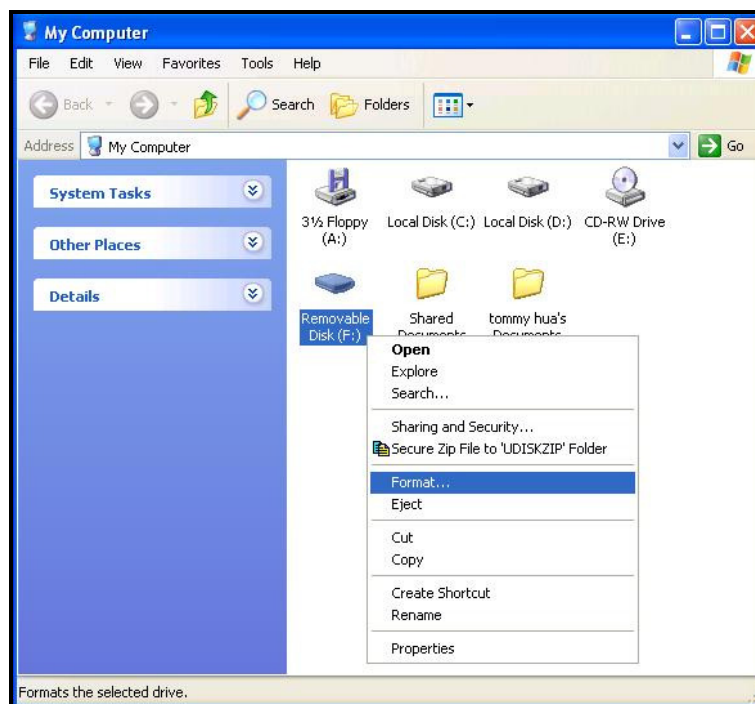 My Computer
File Edit View Favorites Tools Help
Back Search Folders
Address My Computer Go
System Tasks
Other Places
Details
3½ Floppy (A:)
Local Disk (C:)
Local Disk (D:)
CD-RW Drive (E:)
Removable Disk (F:)
Shared Documents
tommy hua's Documents
Open
Explore
Search...
Sharing and Security...
Secure Zip File to 'UDISKZIP' Folder
Format...
Eject
Cut
Copy
Create Shortcut
Rename
Properties
Formats the selected drive.